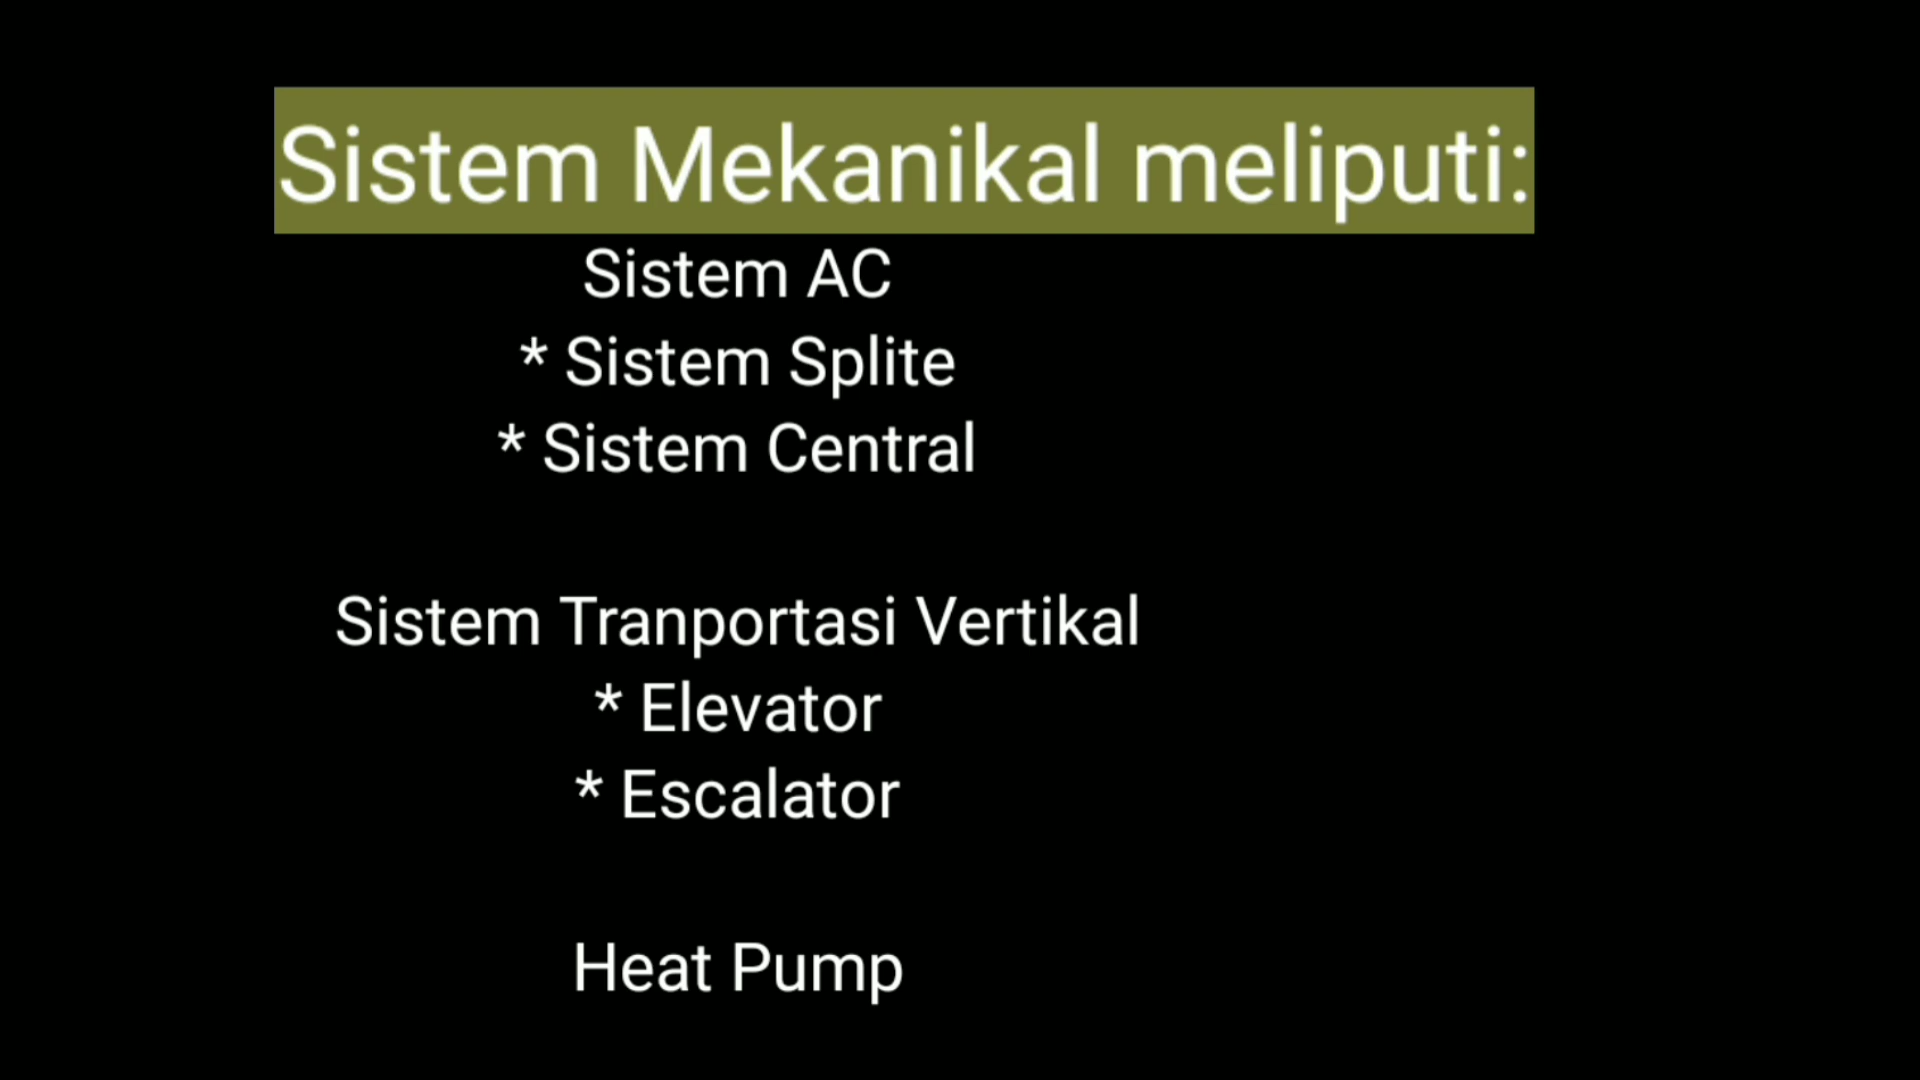 Sistem Mekanikal meliputi:
Sistem AC
* Sistem Splite
* Sistem Central
Sistem Tranportasi Vertikal
* Elevator
* Escalator
Heat Pump